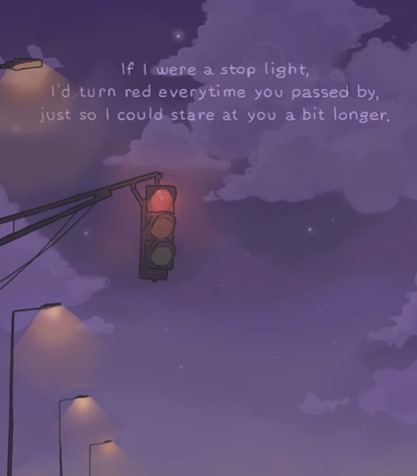 If I were a stop light,
I'd turn red everytime you passed by,
just so I could stare at you a bit longer.